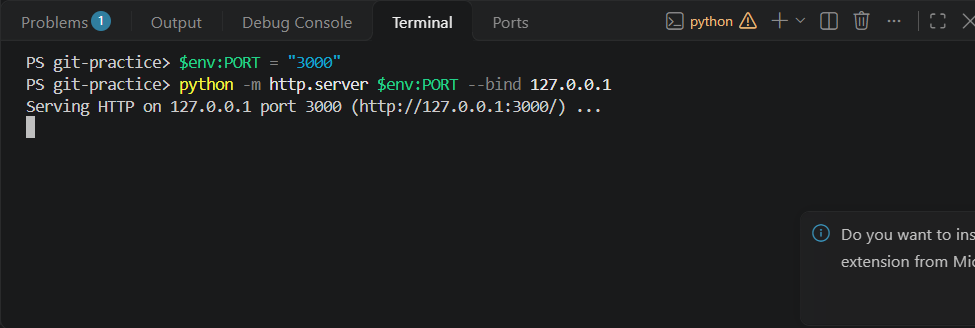 Problems 1 Output Debug Console Terminal Ports python
PS git-practice> $env:PORT = "3000"
PS git-practice> python -m http.server $env:PORT --bind 127.0.0.1
Serving HTTP on 127.0.0.1 port 3000 (http://127.0.0.1:3000/) ...
Do you want to ins
extension from Mic